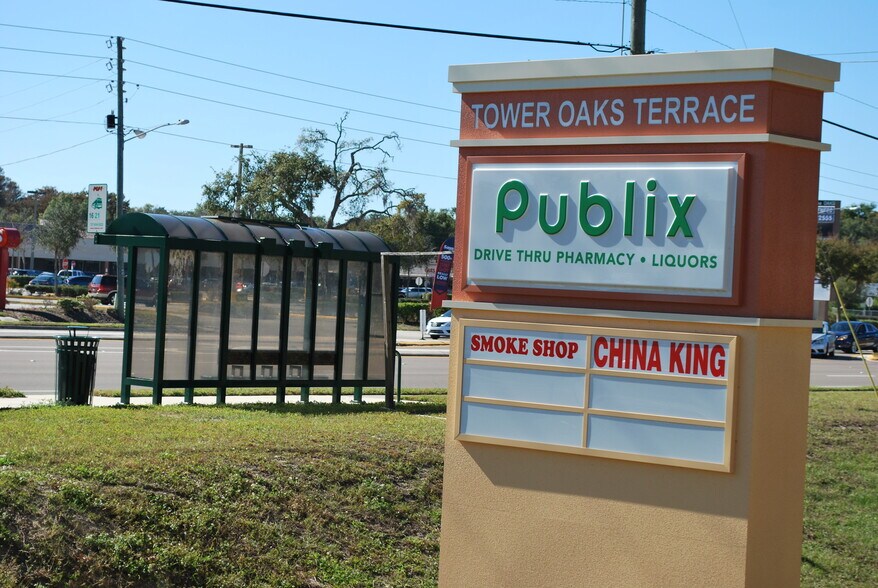 TOWER OAKS TERRACE
Publix
DRIVE THRU PHARMACY • LIQUORS
SMOKE SHOP
CHINA KING